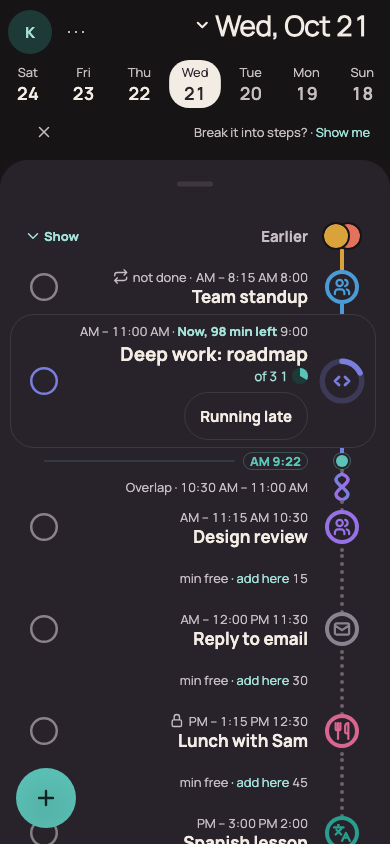 K
Wed, Oct 21
Sat Fri Thu Wed Tue Mon Sun
24 23 22 21 20 19 18
Break it into steps? · Show me
Show
Earlier
not done · AM – 8:15 AM 8:00
Team standup
AM – 11:00 AM · Now, 98 min left 9:00
Deep work: roadmap
of 3 1
Running late
AM 9:22
Overlap · 10:30 AM – 11:00 AM
AM – 11:15 AM 10:30
Design review
min free · add here 15
AM – 12:00 PM 11:30
Reply to email
min free · add here 30
PM – 1:15 PM 12:30
Lunch with Sam
min free · add here 45
PM – 3:00 PM 2:00
Spanish lesson